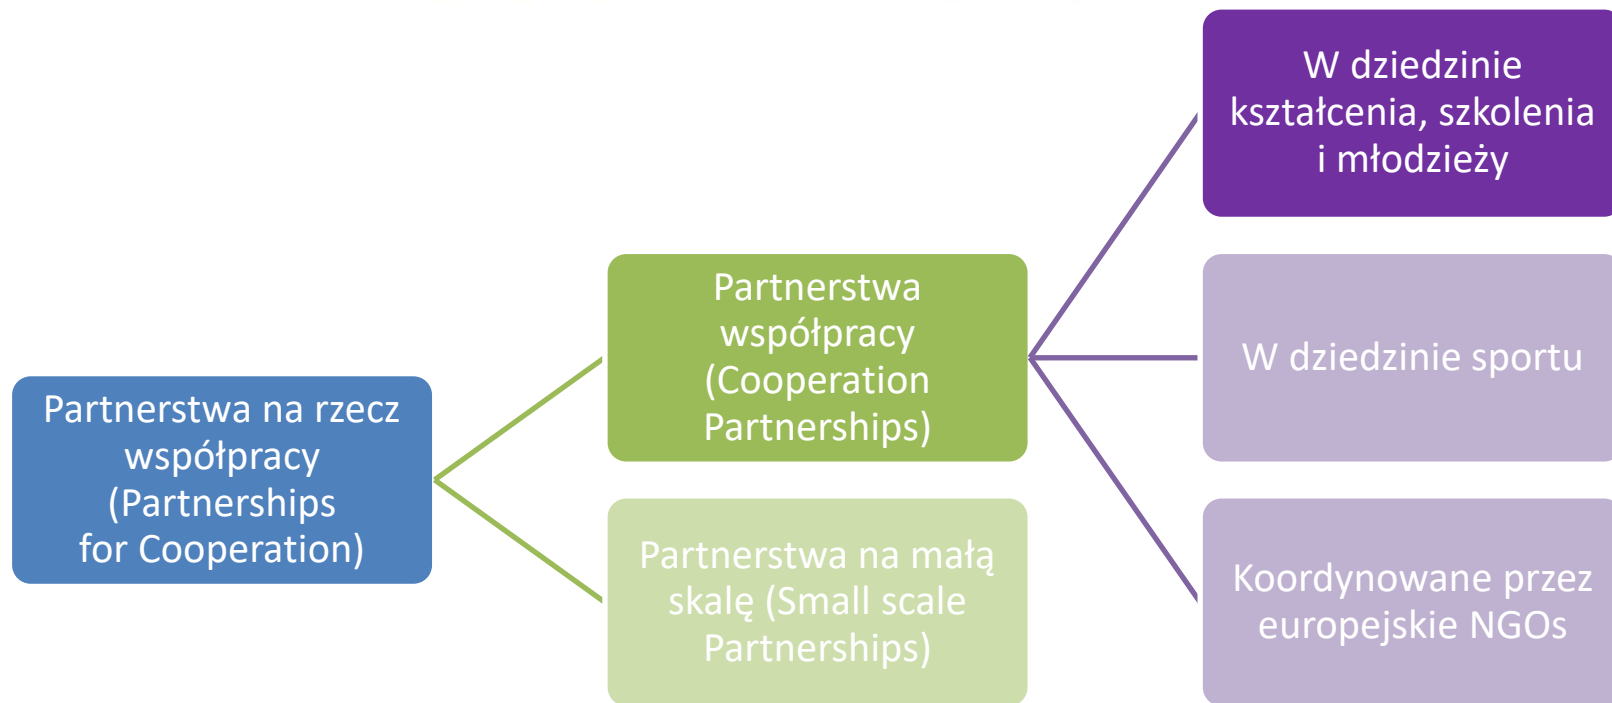 Partnerstwa na rzecz
współpracy
(Partnerships
for Cooperation)
Partnerstwa
współpracy
(Cooperation
Partnerships)
Partnerstwa na małą
skalę (Small scale
Partnerships)
W dziedzinie
kształcenia, szkolenia
i młodzieży
W dziedzinie sportu
Koordynowane przez
europejskie NGOs